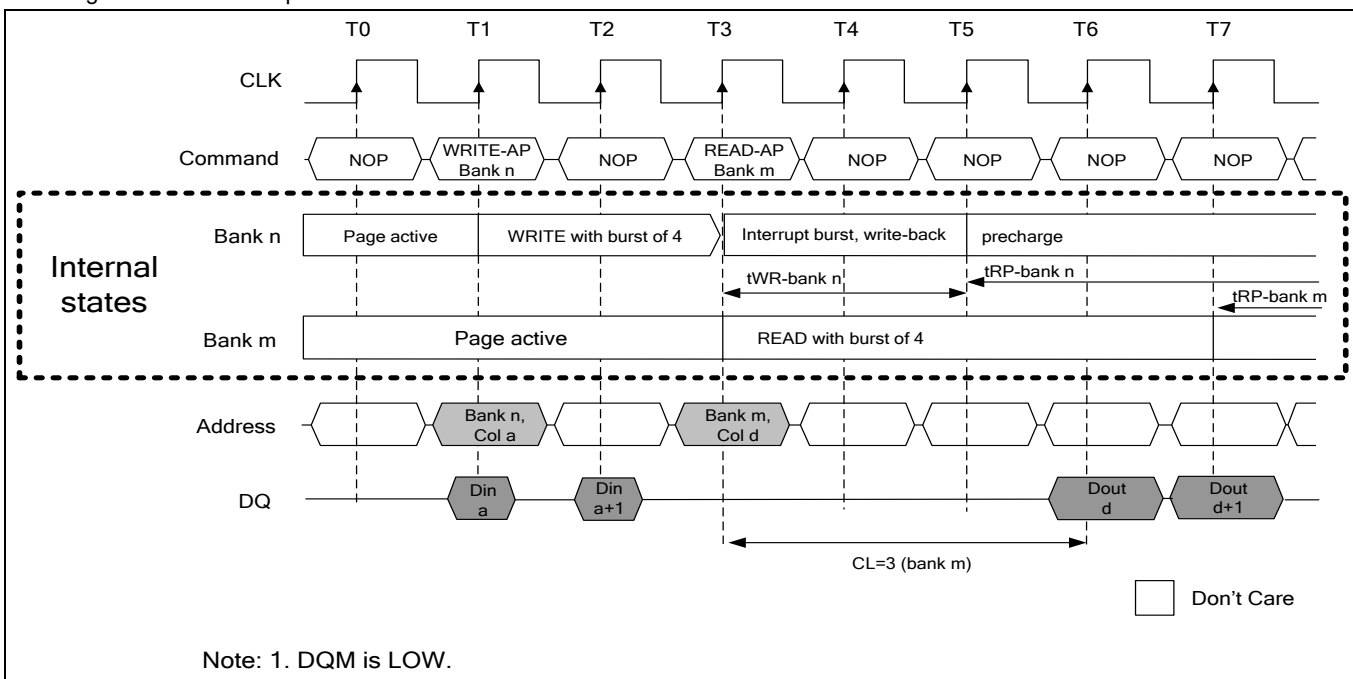 T0 T1 T2 T3 T4 T5 T6 T7
CLK
Command NOP WRITE-AP Bank n NOP READ-AP Bank m NOP NOP NOP NOP
Internal states
Bank n Page active WRITE with burst of 4 Interrupt burst, write-back precharge
tWR-bank n tRP-bank n
tRP-bank m
Bank m Page active READ with burst of 4
Address Bank n, Col a Bank m, Col d
DQ Din a Din a+1 Dout d Dout d+1
CL=3 (bank m)
Don't Care
Note: 1. DQM is LOW.